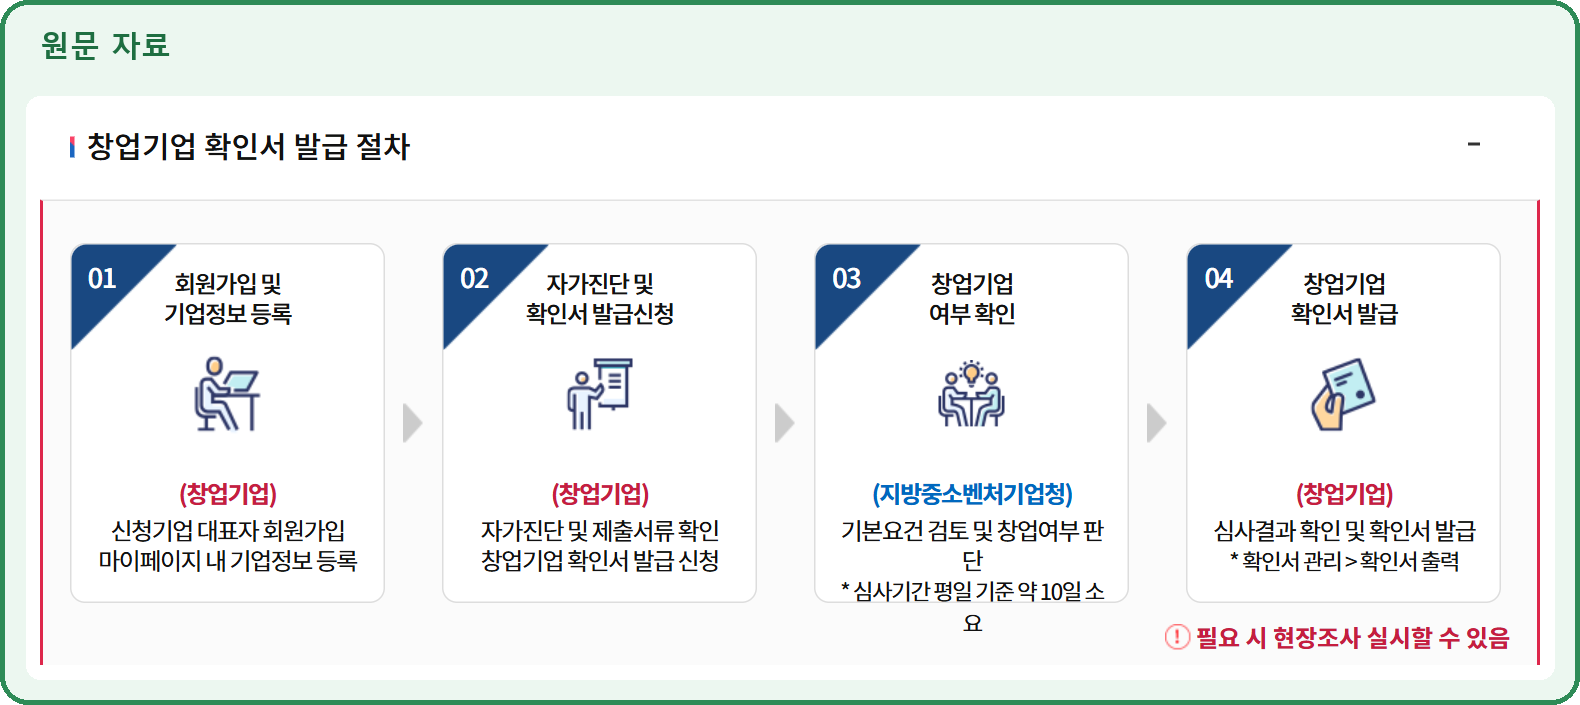 원문 자료
창업기업 확인서 발급 절차
01
회원가입 및
기업정보 등록
(창업기업)
신청기업 대표자 회원가입
마이페이지 내 기업정보 등록
02
자가진단 및
확인서 발급신청
(창업기업)
자가진단 및 제출서류 확인
창업기업 확인서 발급 신청
03
창업기업
여부 확인
(지방중소벤처기업청)
기본요건 검토 및 창업여부 판
단
* 심사기간 평일 기준 약 10일 소
요
04
창업기업
확인서 발급
(창업기업)
심사결과 확인 및 확인서 발급
* 확인서 관리 > 확인서 출력
필요 시 현장조사 실시할 수 있음